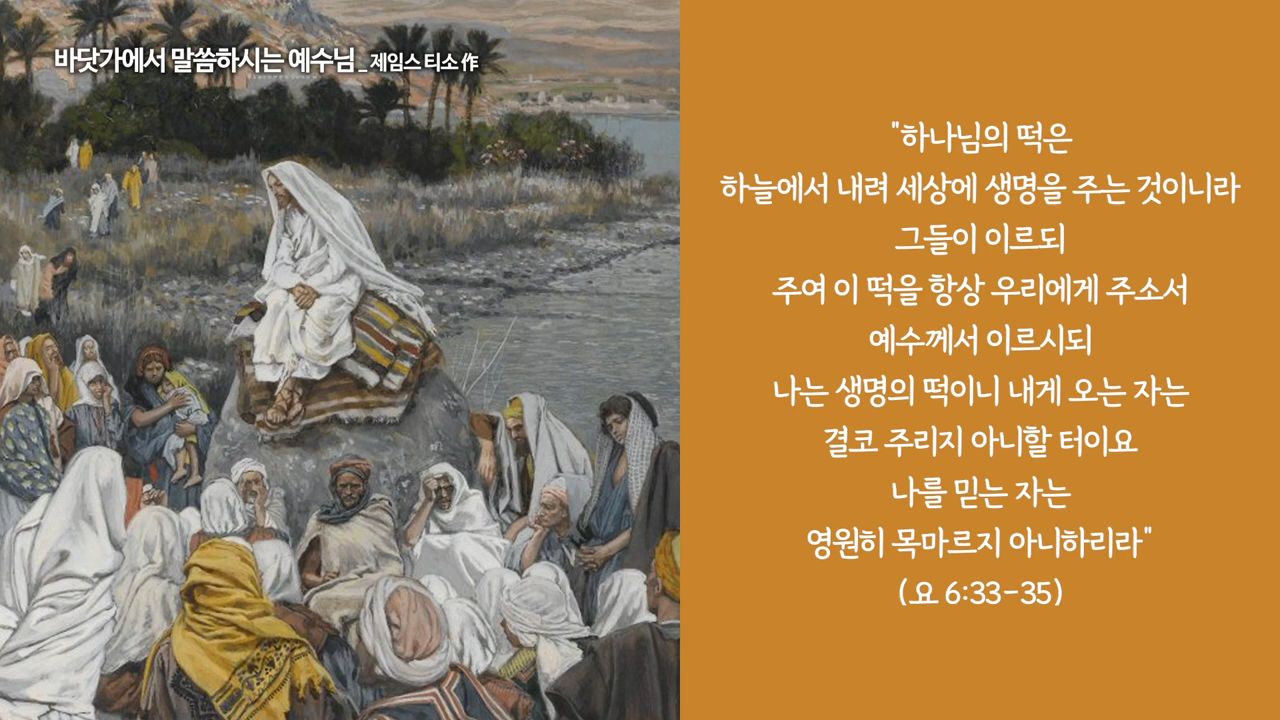 바닷가에서 말씀하시는 예수님 _ 제임스 티소 作
"하나님의 떡은
하늘에서 내려 세상에 생명을 주는 것이니라
그들이 이르되
주여 이 떡을 항상 우리에게 주소서
예수께서 이르시되
나는 생명의 떡이니 내게 오는 자는
결코 주리지 아니할 터이요
나를 믿는 자는
영원히 목마르지 아니하리라"
(요 6:33-35)